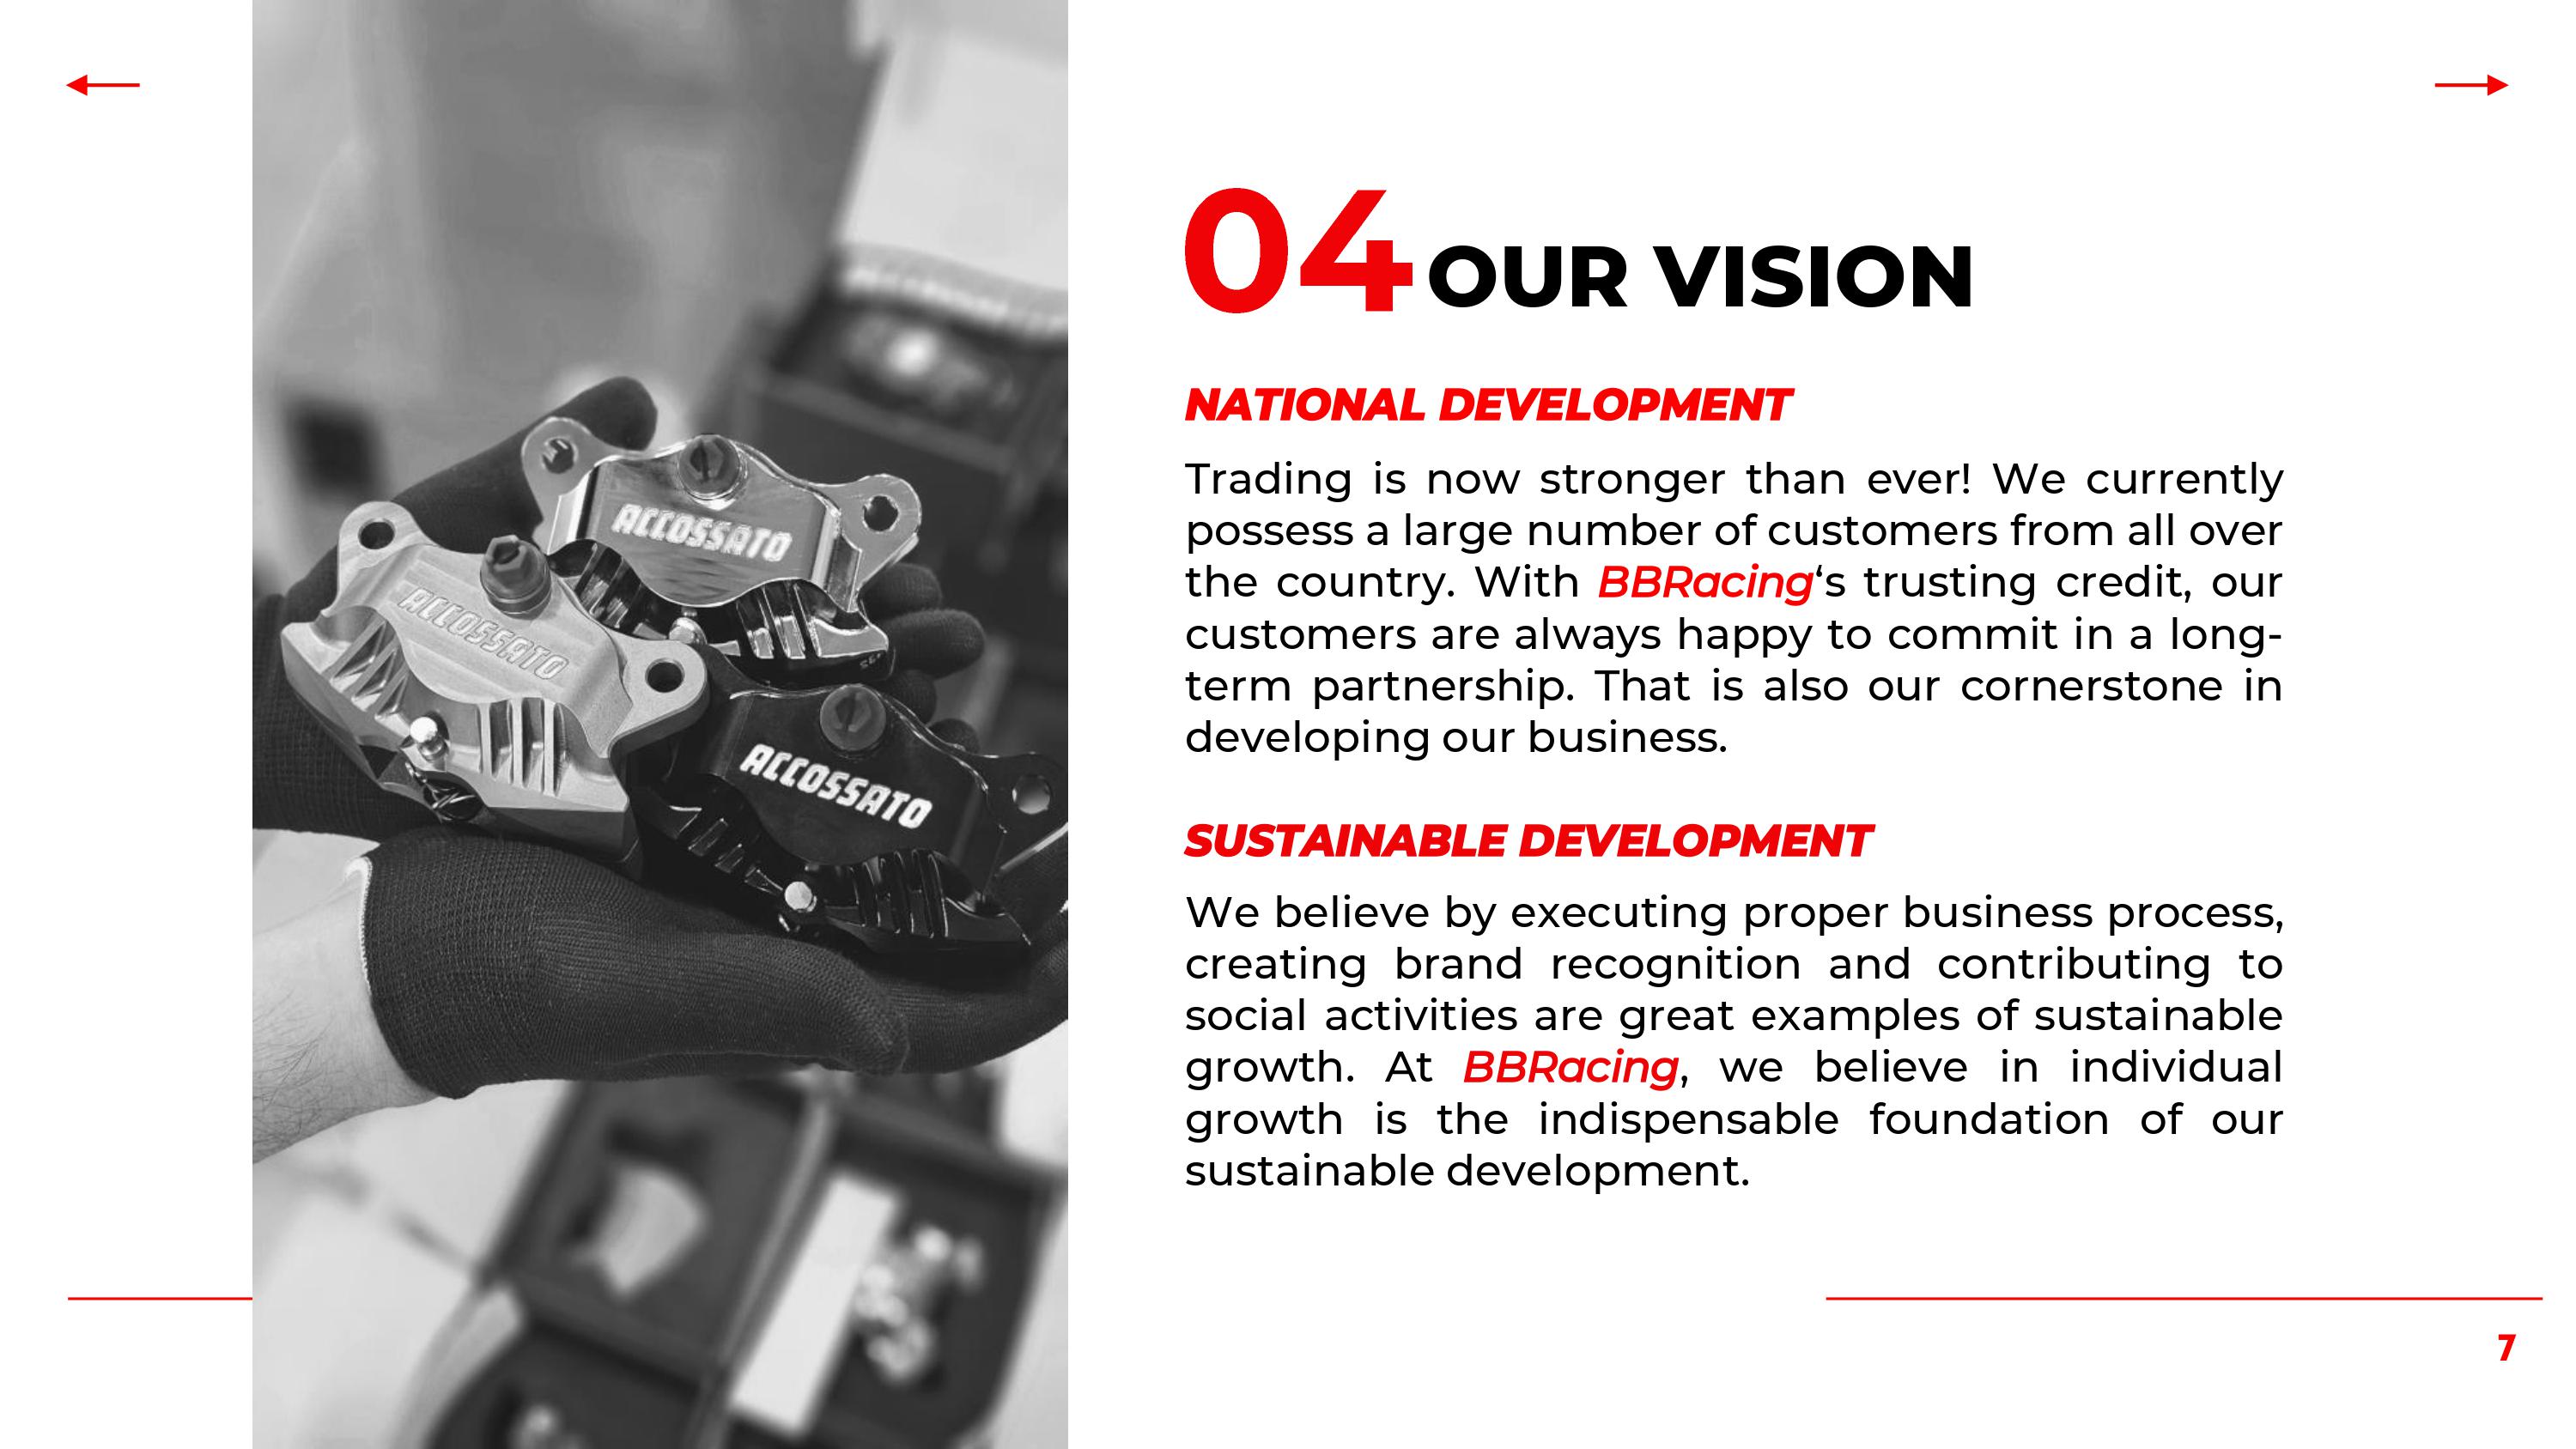 04 OUR VISION
NATIONAL DEVELOPMENT
Trading is now stronger than ever! We currently
possess a large number of customers from all over
the country. With BBRacing‘s trusting credit, our
customers are always happy to commit in a long-
term partnership. That is also our cornerstone in
developing our business.
SUSTAINABLE DEVELOPMENT
We believe by executing proper business process,
creating brand recognition and contributing to
social activities are great examples of sustainable
growth. At BBRacing, we believe in individual
growth is the indispensable foundation of our
sustainable development.
ACCOSSATO
ACCOSSATO
ACCOSSATO
7